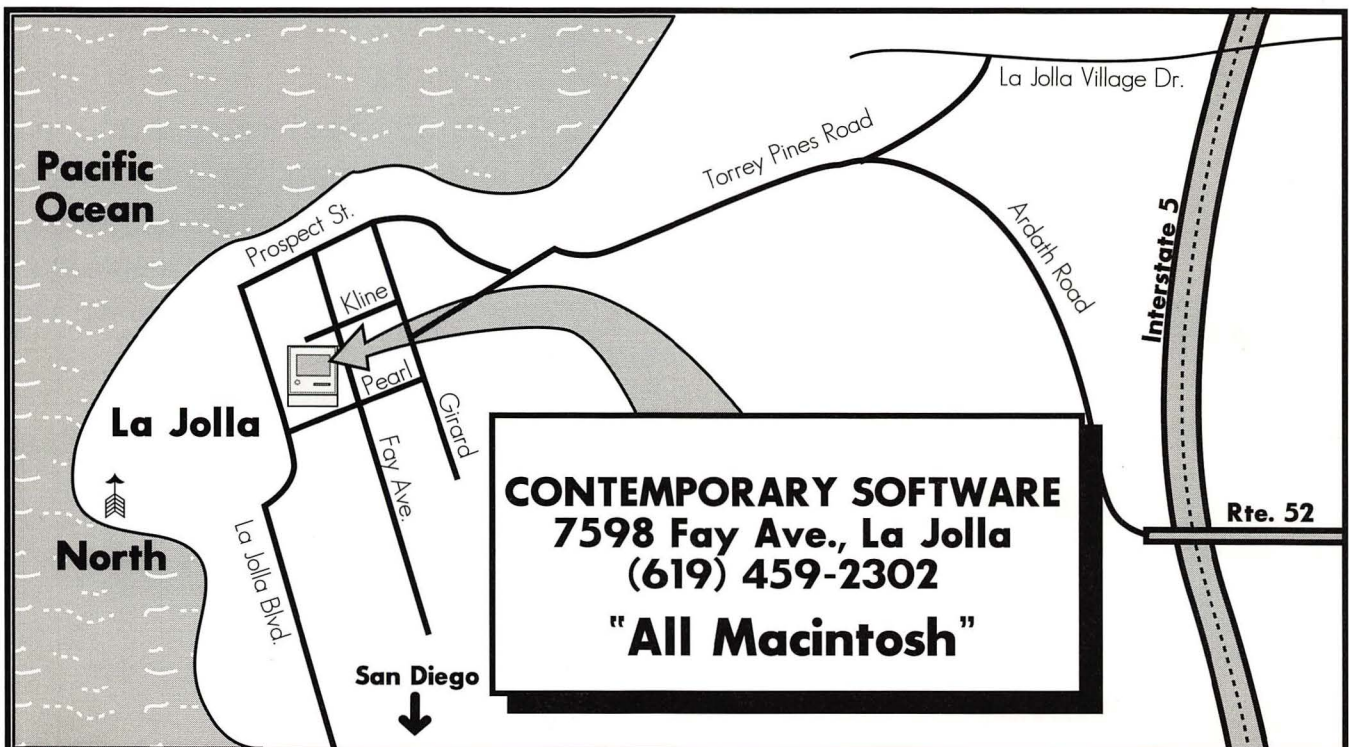 La Jolla Village Dr.
Pacific
Ocean
Torrey Pines Road
Prospect St.
Ardath Road
Interstate 5
Kline
Pearl
La Jolla
Girard
Fay Ave.
CONTEMPORARY SOFTWARE
7598 Fay Ave., La Jolla
(619) 459-2302
"All Macintosh"
Rte. 52
North
La Jolla Blvd.
San Diego